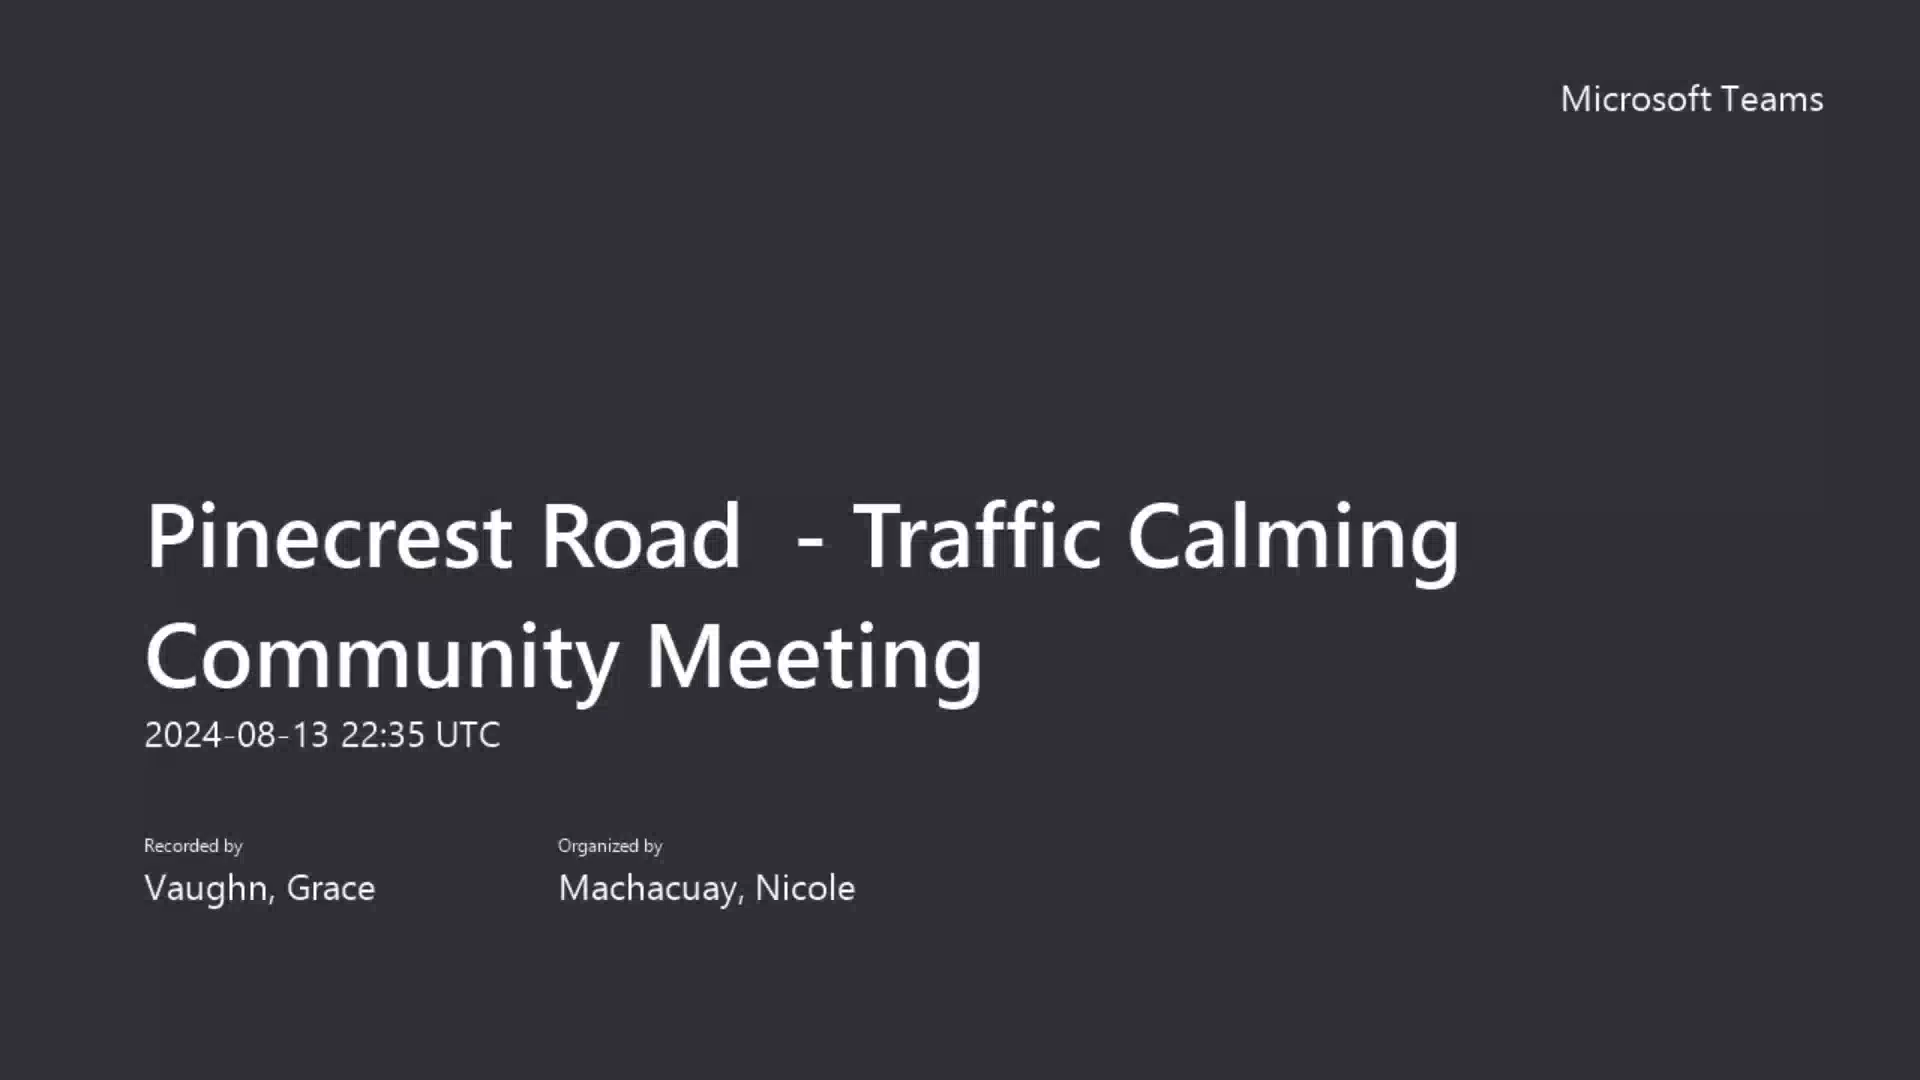 Microsoft Teams
Pinecrest Road  - Traffic Calming
Community Meeting
2024-08-13 22:35 UTC
Recorded by
Vaughn, Grace
Organized by
Machacuay, Nicole